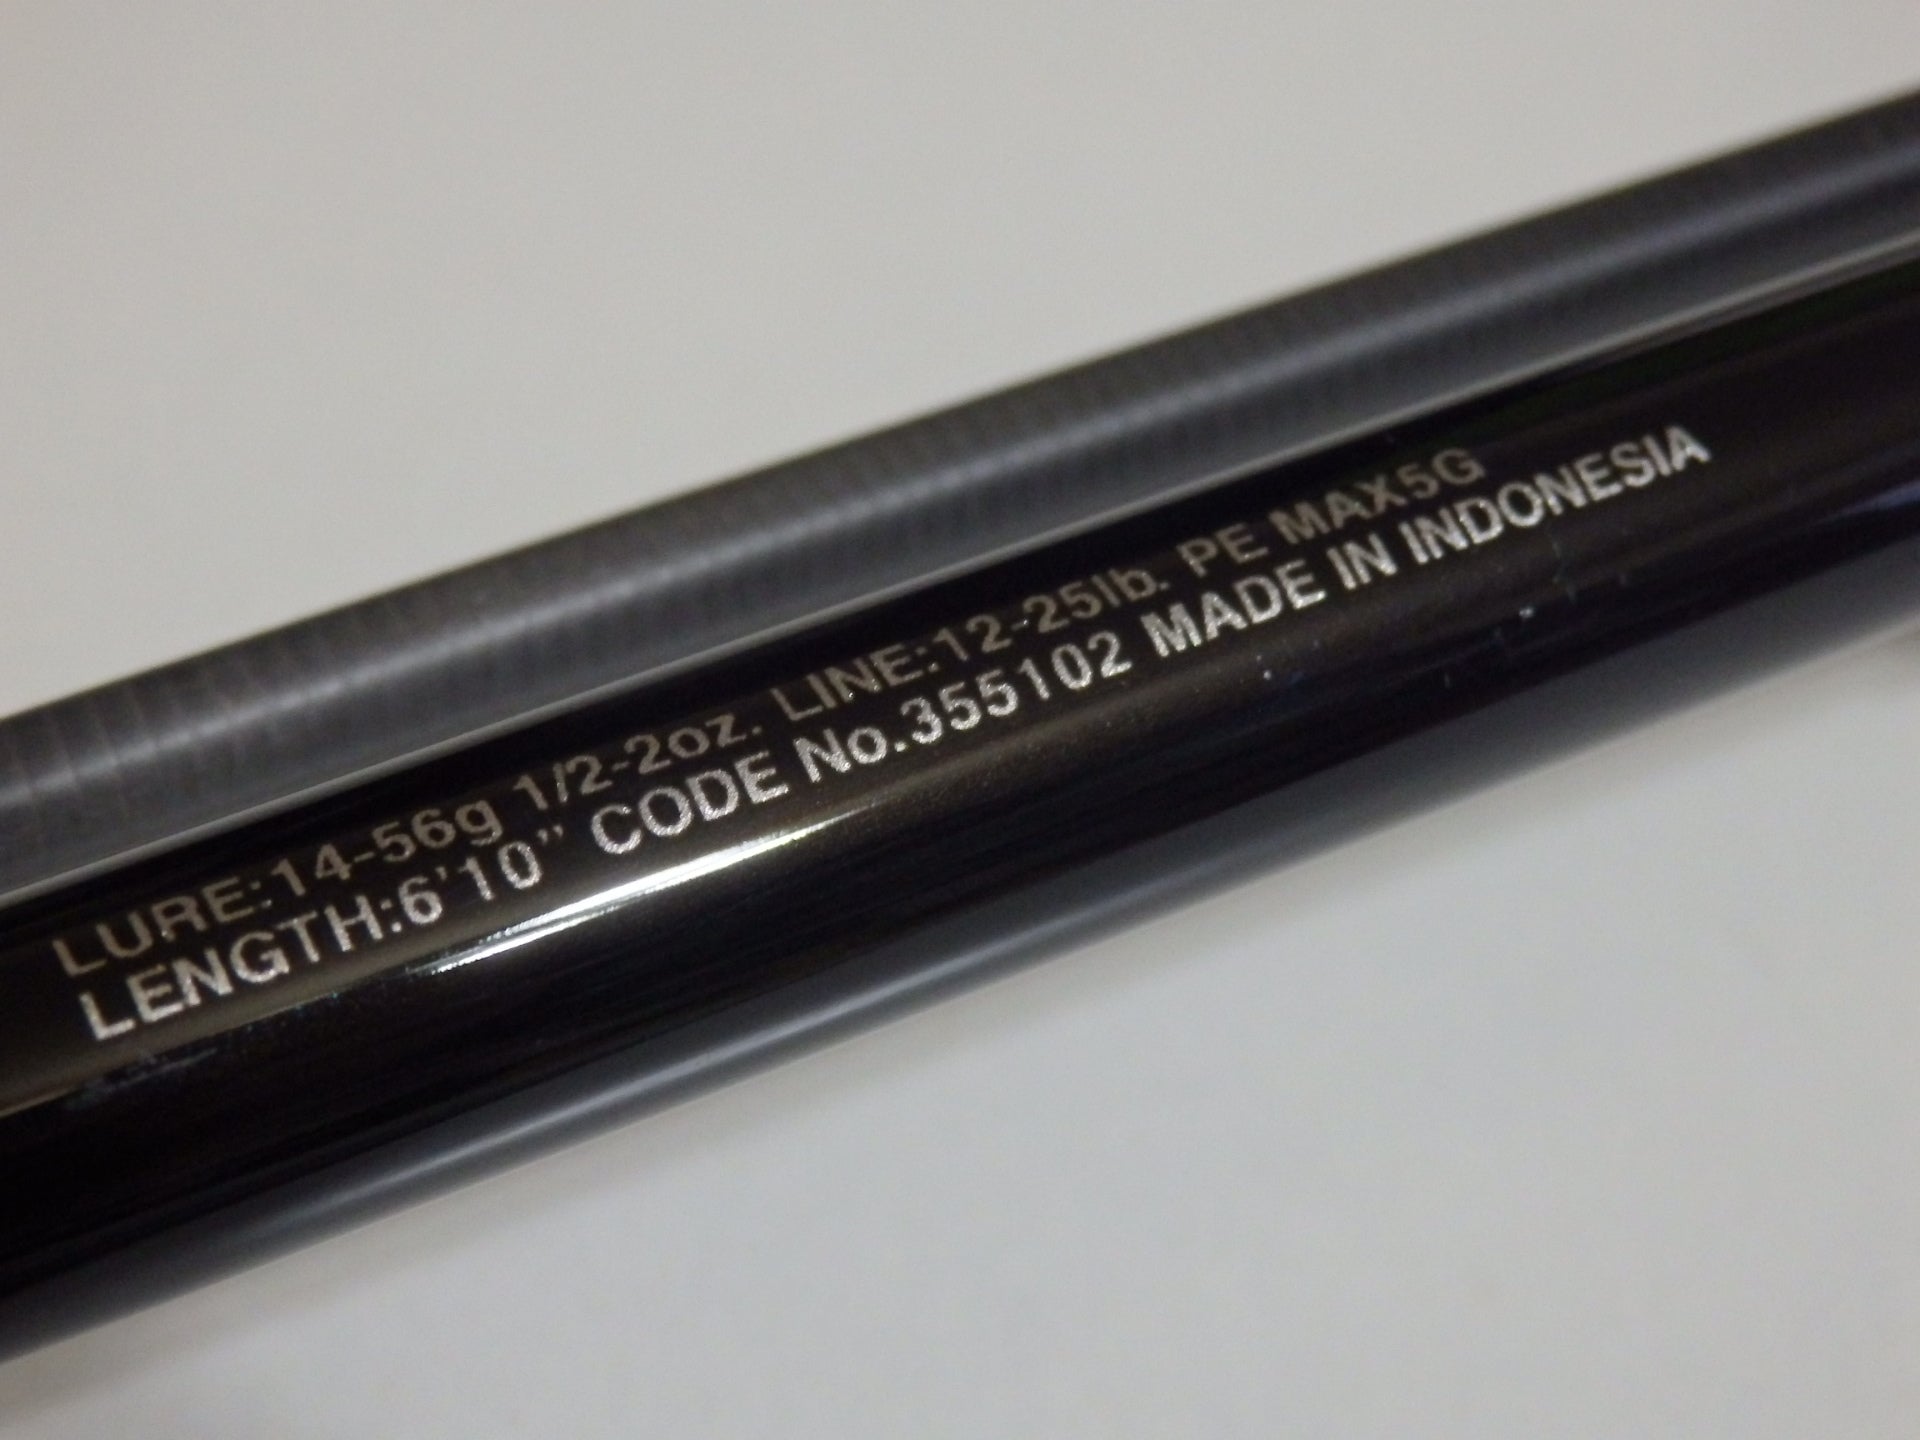 LURE:14-56g 1/2-2oz. LINE:12-25lb. PE MAX5G
LENGTH:6'10” CODE No.355102 MADE IN INDONESIA